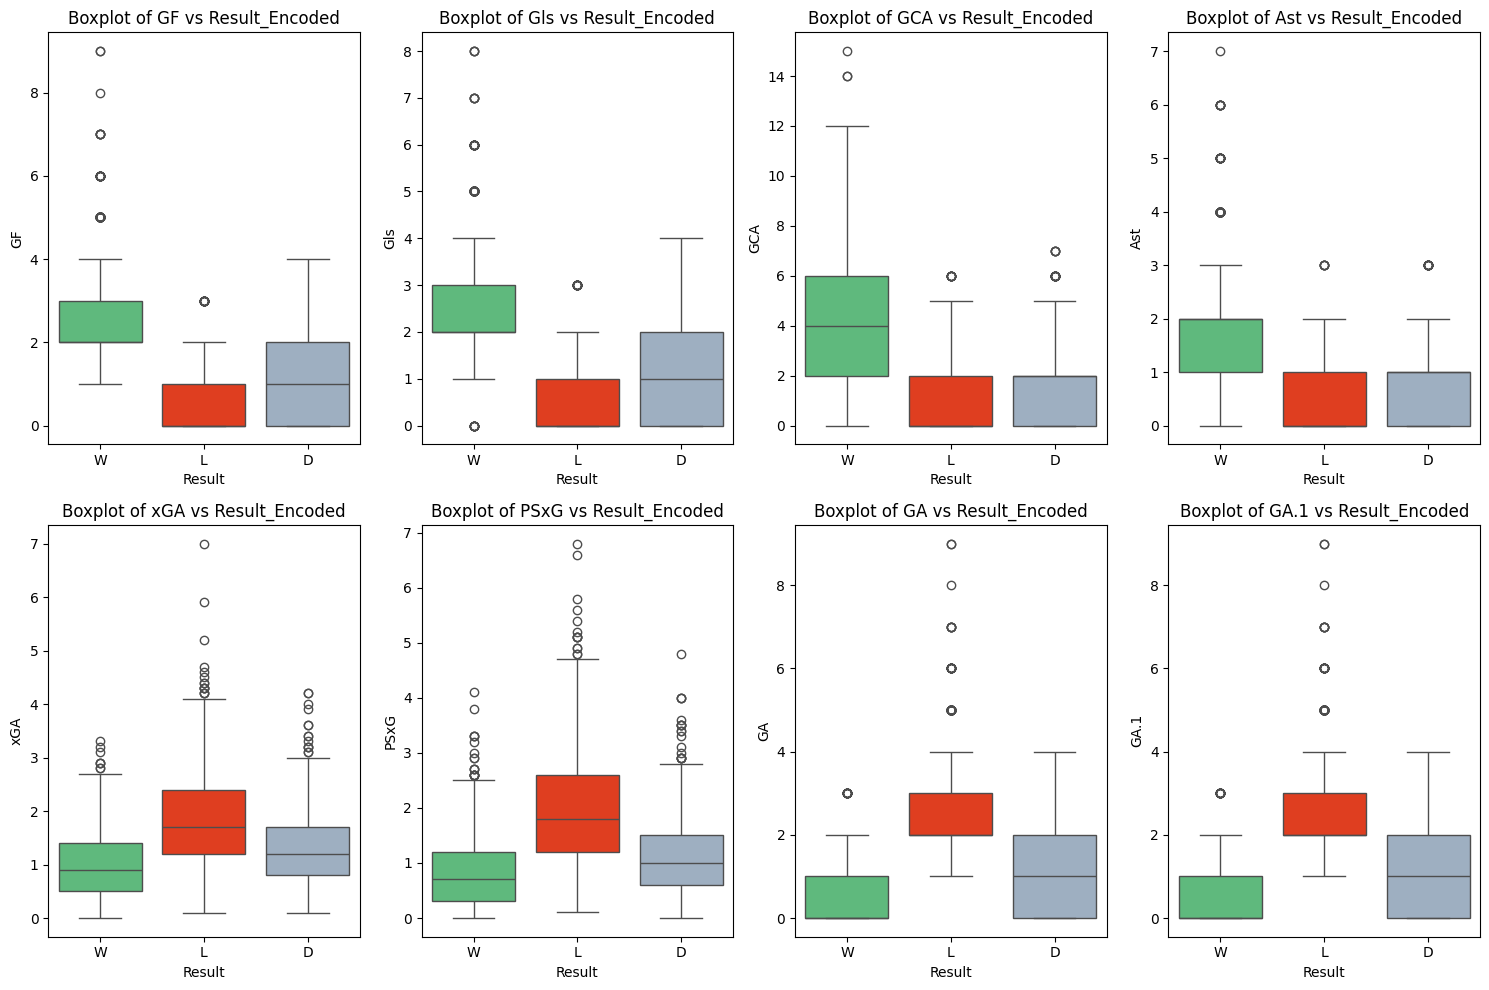 Boxplot of GF vs Result_Encoded
GF
8
6
4
2
0
W L D
Result
Boxplot of Gls vs Result_Encoded
Gls
8
7
6
5
4
3
2
1
0
W L D
Result
Boxplot of GCA vs Result_Encoded
GCA
14
12
10
8
6
4
2
0
W L D
Result
Boxplot of Ast vs Result_Encoded
Ast
7
6
5
4
3
2
1
0
W L D
Result
Boxplot of xGA vs Result_Encoded
xGA
7
6
5
4
3
2
1
0
W L D
Result
Boxplot of PSxG vs Result_Encoded
PSxG
7
6
5
4
3
2
1
0
W L D
Result
Boxplot of GA vs Result_Encoded
GA
8
6
4
2
0
W L D
Result
Boxplot of GA.1 vs Result_Encoded
GA.1
8
6
4
2
0
W L D
Result